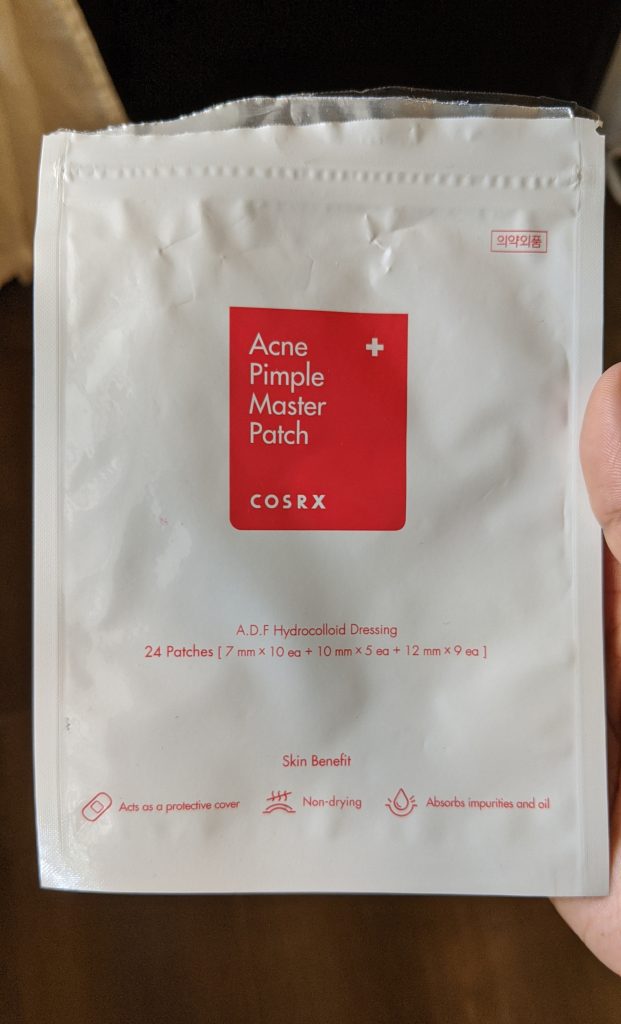 의약외품
Acne
Pimple
Master
Patch
COSRX
A.D.F Hydrocolloid Dressing
24 Patches [ 7 mm × 10 ea + 10 mm × 5 ea + 12 mm × 9 ea ]
Skin Benefit
Acts as a protective cover Non-drying Absorbs impurities and oil